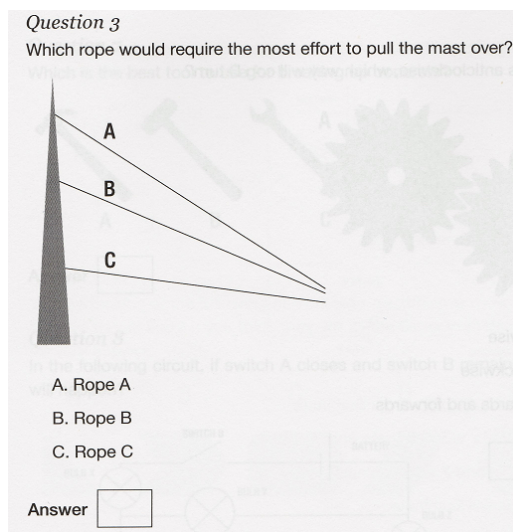 Question 3
Which rope would require the most effort to pull the mast over?
A
B
C
A. Rope A
B. Rope B
C. Rope C
Answer